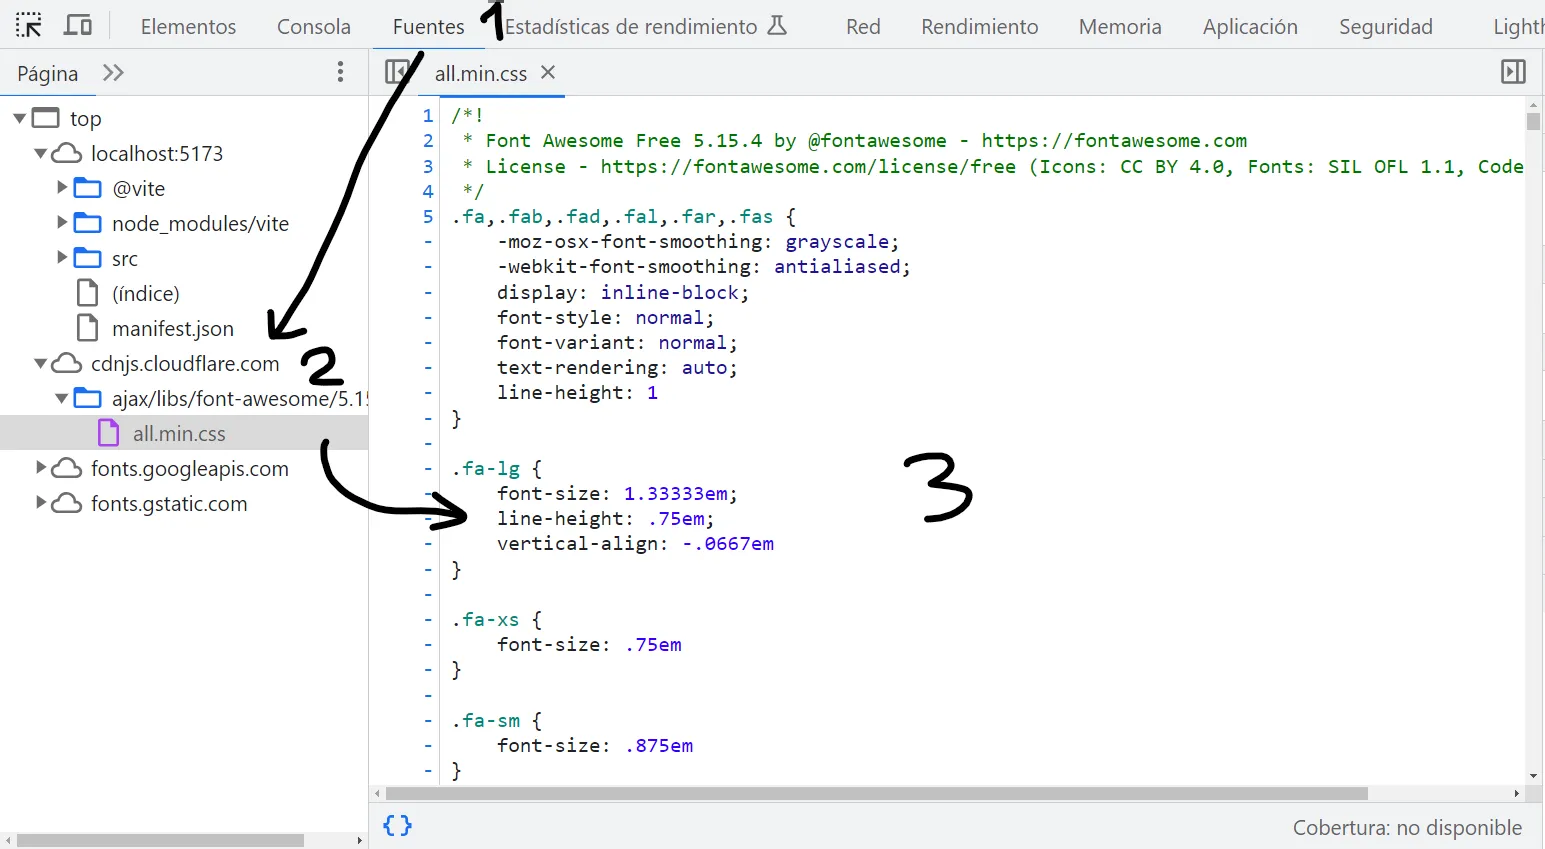 Elementos Consola Fuentes 1 Estadísticas de rendimiento Red Rendimiento Memoria Aplicación Seguridad Lighth
Página
all.min.css
top
localhost:5173
@vite
node_modules/vite
src
(índice)
manifest.json
cdnjs.cloudflare.com 2
ajax/libs/font-awesome/5.15
all.min.css
fonts.googleapis.com
fonts.gstatic.com
1 /*!
2 * Font Awesome Free 5.15.4 by @fontawesome - https://fontawesome.com
3 * License - https://fontawesome.com/license/free (Icons: CC BY 4.0, Fonts: SIL OFL 1.1, Code
4 */
5 .fa,.fab,.fad,.fal,.far,.fas {
- -moz-osx-font-smoothing: grayscale;
- -webkit-font-smoothing: antialiased;
- display: inline-block;
- font-style: normal;
- font-variant: normal;
- text-rendering: auto;
- line-height: 1
- }
-
- .fa-lg {
- font-size: 1.33333em;
- line-height: .75em;
- vertical-align: -.0667em
- }
-
- .fa-xs {
- font-size: .75em
- }
-
- .fa-sm {
- font-size: .875em
- }
3
{}
Cobertura: no disponible